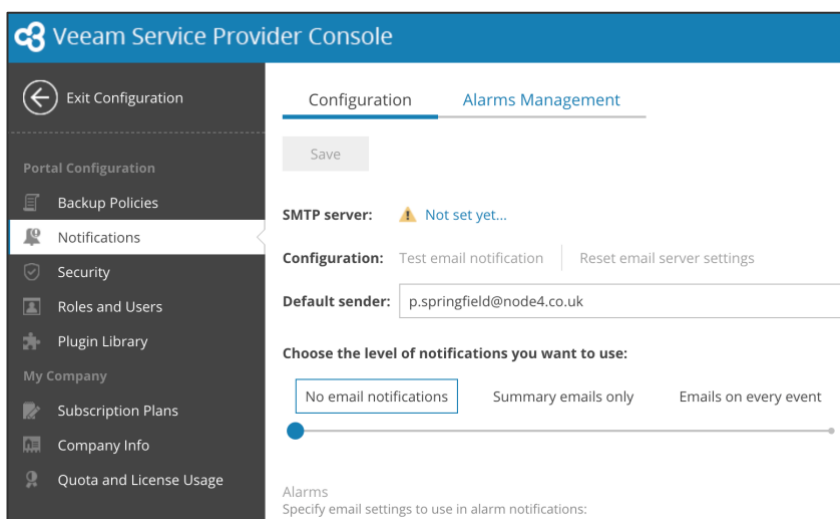 Veeam Service Provider Console
Exit Configuration
Portal Configuration
Backup Policies
Notifications
Security
Roles and Users
Plugin Library
My Company
Subscription Plans
Company Info
Quota and License Usage
Configuration Alarms Management
Save
SMTP server: Not set yet...
Configuration: Test email notification Reset email server settings
Default sender: p.springfield@node4.co.uk
Choose the level of notifications you want to use:
No email notifications Summary emails only Emails on every event
Alarms
Specify email settings to use in alarm notifications: